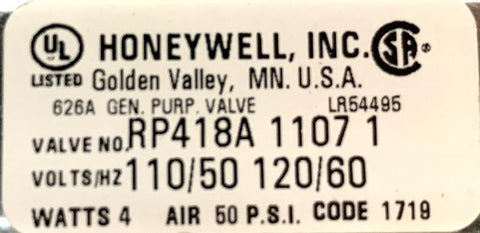 UL HONEYWELL, INC. SA ®
LISTED Golden Valley, MN. U.S.A.
626A GEN. PURP. VALVE LR54495
VALVE NO. RP418A 1107 1
VOLTS/HZ 110/50 120/60
WATTS 4 AIR 50 P.S.I. CODE 1719